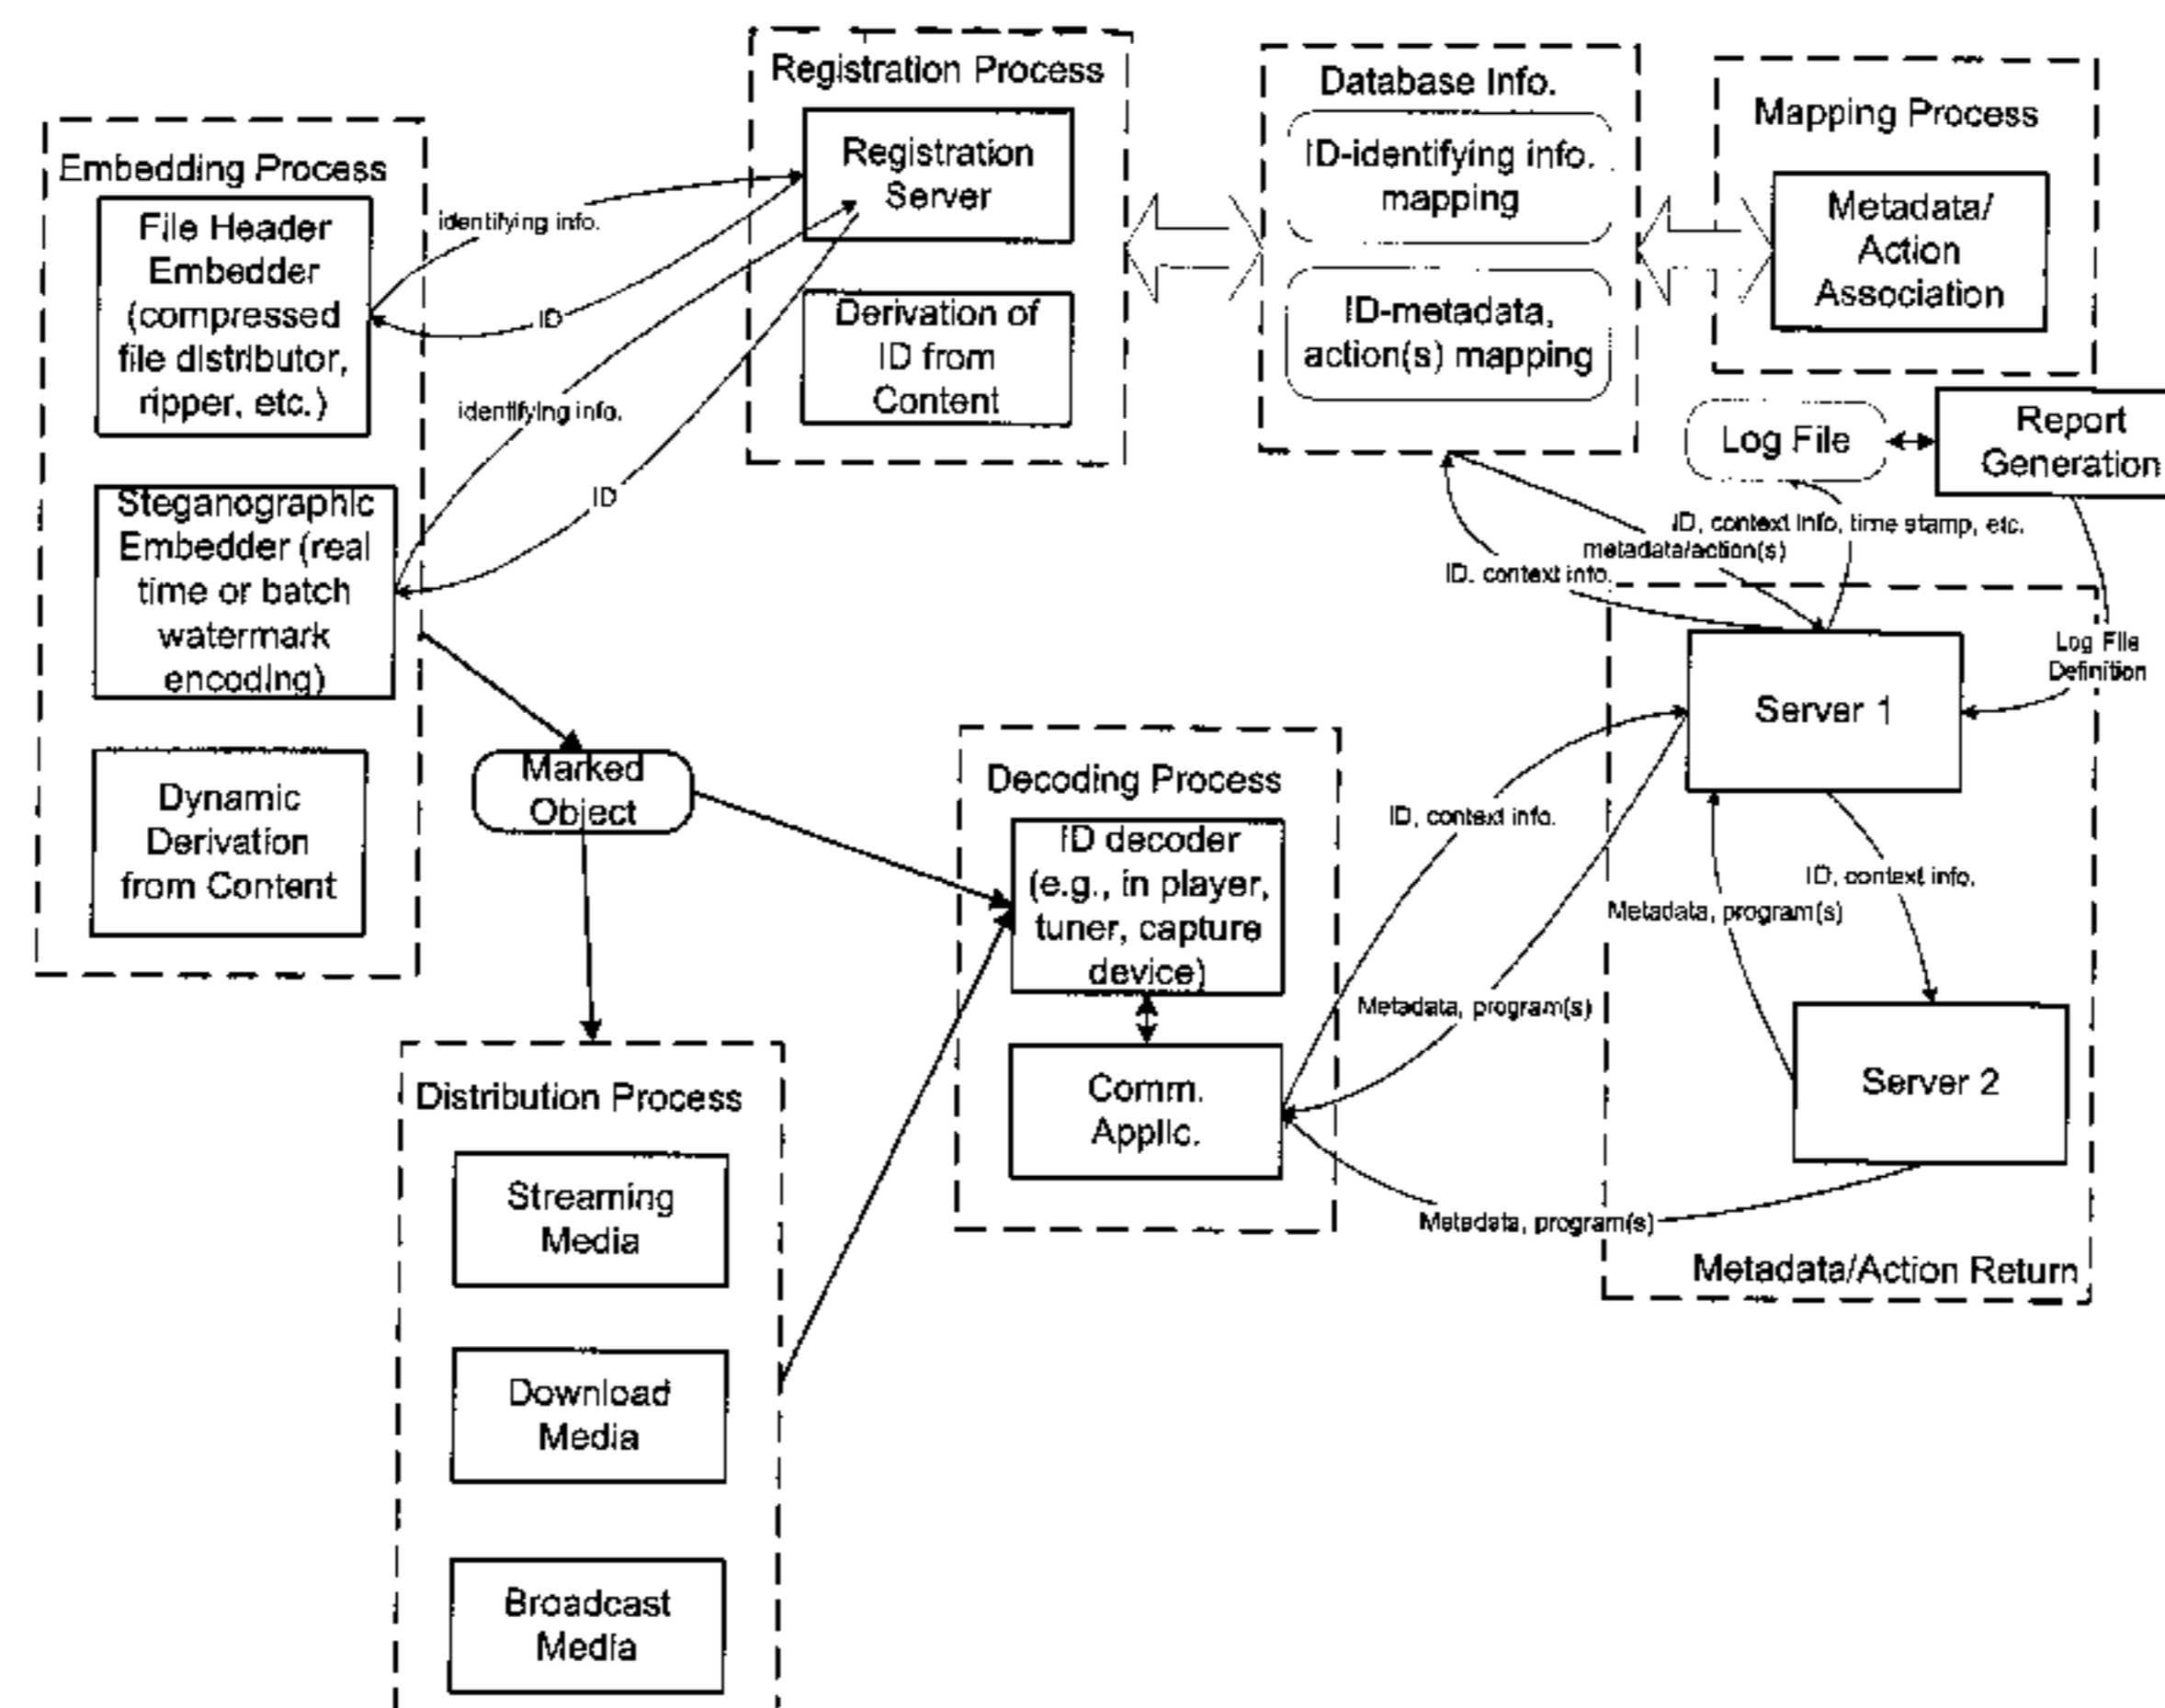 Embedding Process
File Header
Embedder
(compressed
file distributor,
ripper, etc.)
Steganographic
Embedder (real
time or batch
watermark
encoding)
Dynamic
Derivation
from Content
identifying info.
ID
identifying info.
ID
Registration Process
Registration
Server
Derivation of
ID from
Content
Database Info.
ID-identifying info.
mapping
ID-metadata,
action(s) mapping
Mapping Process
Metadata/
Action
Association
Log File
Report
Generation
ID, context info, time stamp, etc.
metadata/action(s)
ID, context info.
Log File
Definition
Server 1
ID, context info.
Metadata, program(s)
Server 2
Metadata/Action Return
Marked
Object
Decoding Process
ID decoder
(e.g., in player,
tuner, capture
device)
Comm.
Applic.
ID, context info.
Metadata, program(s)
Metadata, program(s)
Distribution Process
Streaming
Media
Download
Media
Broadcast
Media